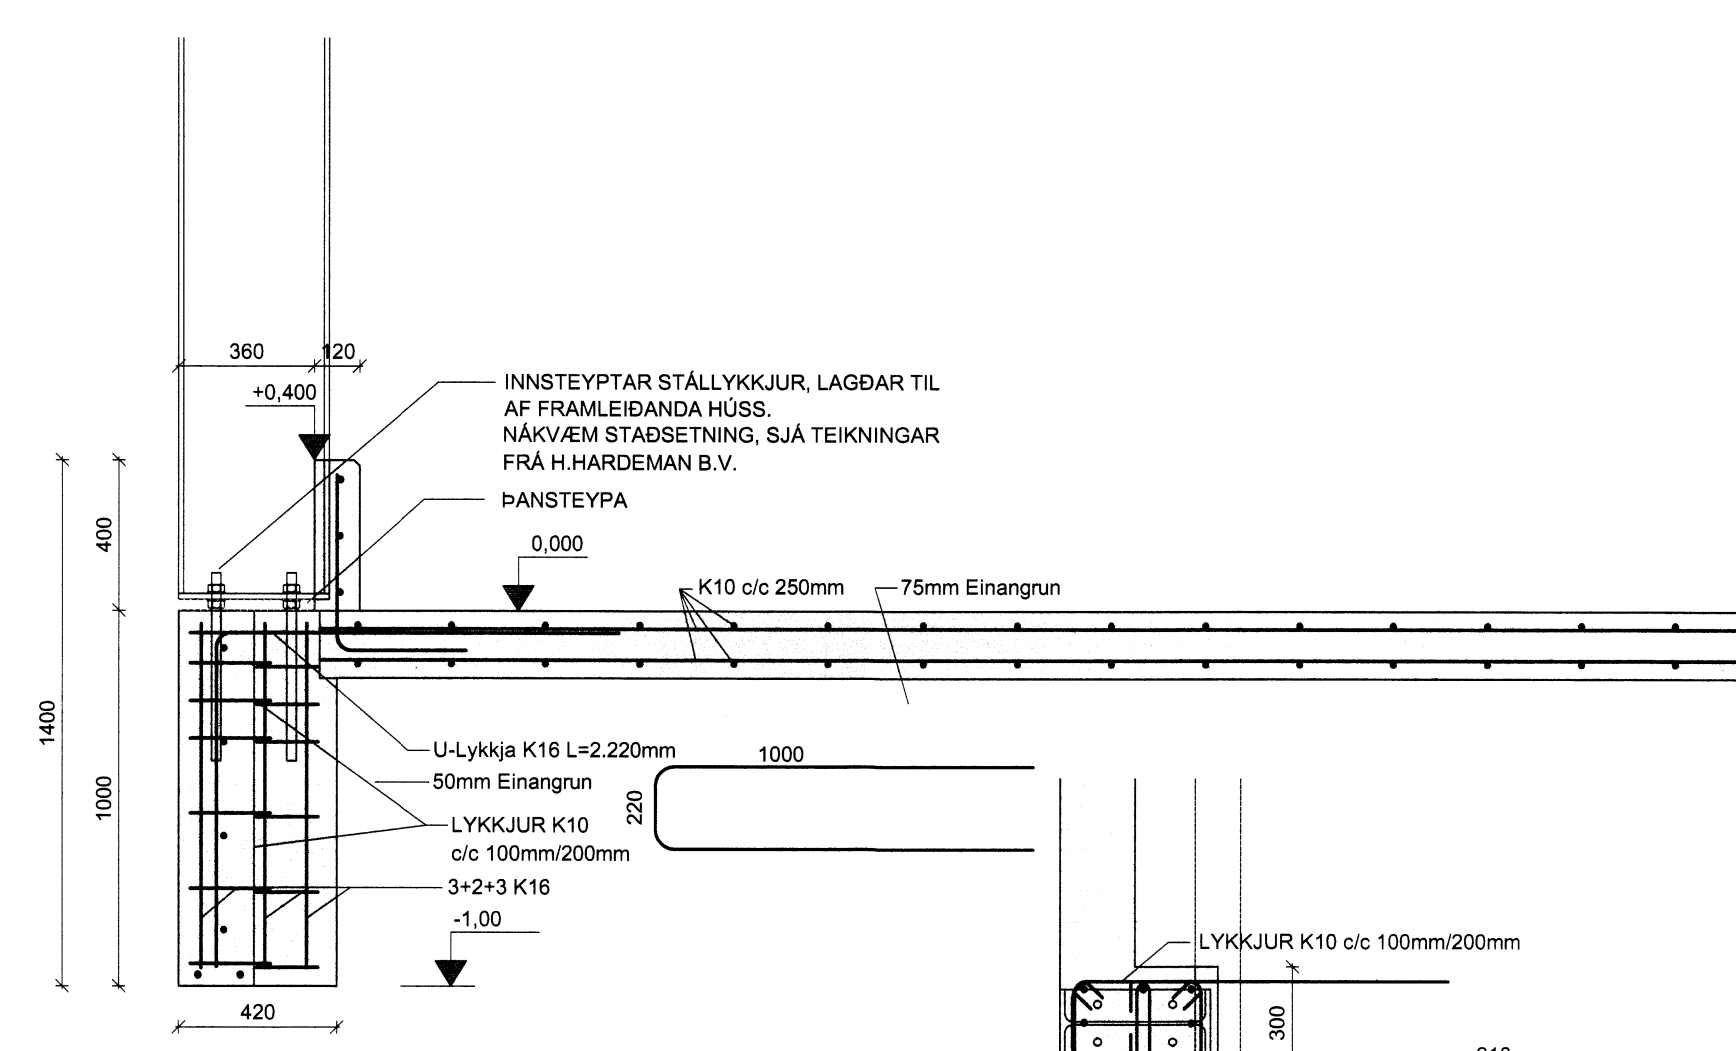 360
120
+0,400
INNSTEYPTAR STÁLLYKKJUR, LAGÐAR TIL
AF FRAMLEIÐANDA HÚSS.
NÁKVÆM STAÐSETNING, SJÁ TEIKNINGAR
FRÁ H.HARDEMAN B.V.
ÞANSTEYPA
400
0,000
K10 c/c 250mm
75mm Einangrun
1400
1000
U-Lykkja K16 L=2.220mm
50mm Einangrun
LYKKJUR K10
c/c 100mm/200mm
3+2+3 K16
-1,00
420
1000
220
LYKKJUR K10 c/c 100mm/200mm
300